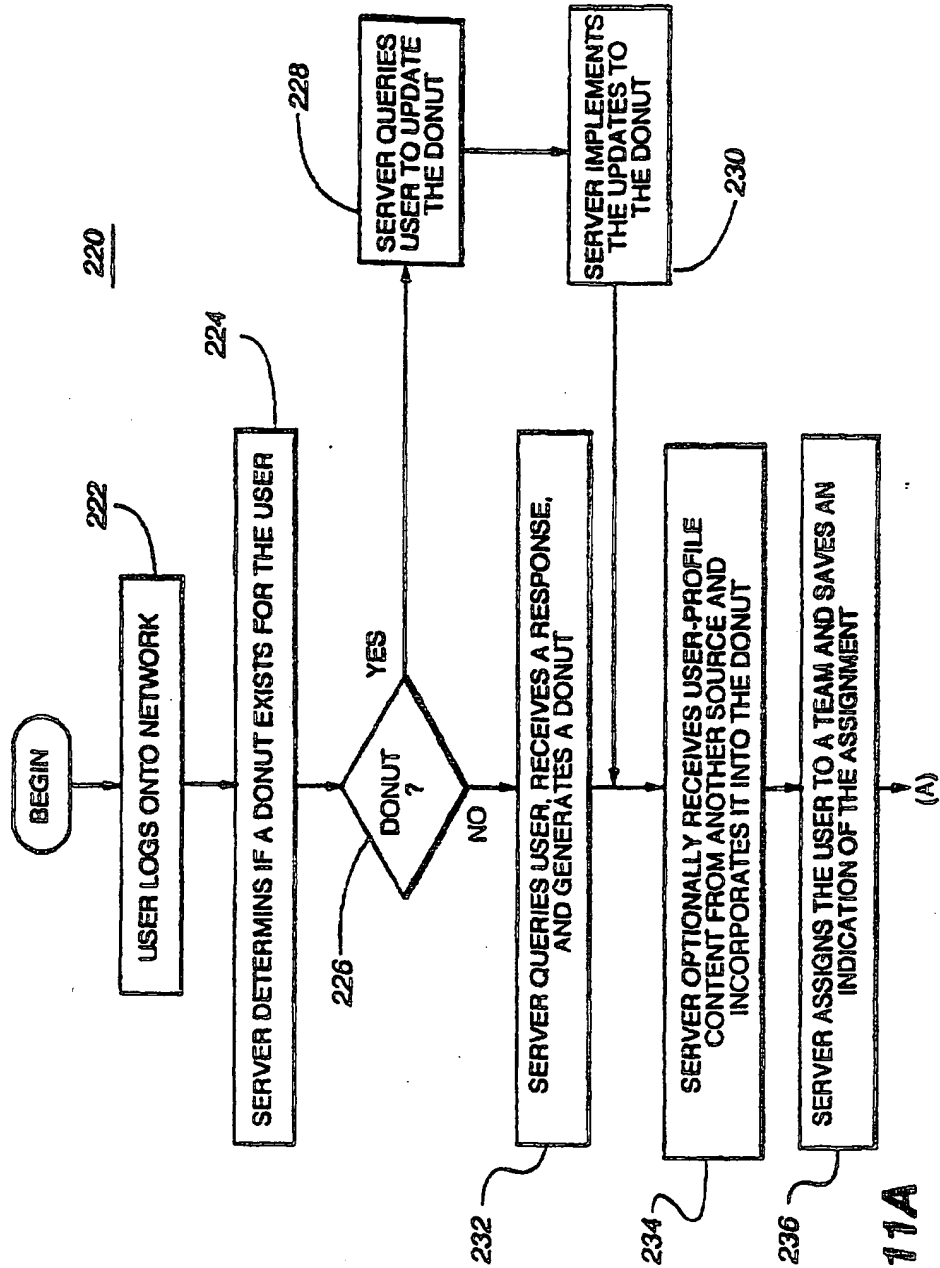 220
BEGIN
222
USER LOGS ONTO NETWORK
224
SERVER DETERMINS IF A DONUT EXISTS FOR THE USER
226
DONUT
?
YES
NO
228
SERVER QUERIES
USER TO UPDATE
THE DONUT
SERVER IMPLEMENTS
THE UPDATES TO
THE DONUT
230
232
SERVER QUERIES USER, RECEIVES A RESPONSE,
AND GENERATES A DONUT
234
SERVER OPTIONALLY RECEIVES USER-PROFILE
CONTENT FROM ANOTHER SOURCE AND
INCORPORATES IT INTO THE DONUT
236
SERVER ASSIGNS THE USER TO A TEAM AND SAVES AN
INDICATION OF THE ASSIGNMENT
(A)
11A